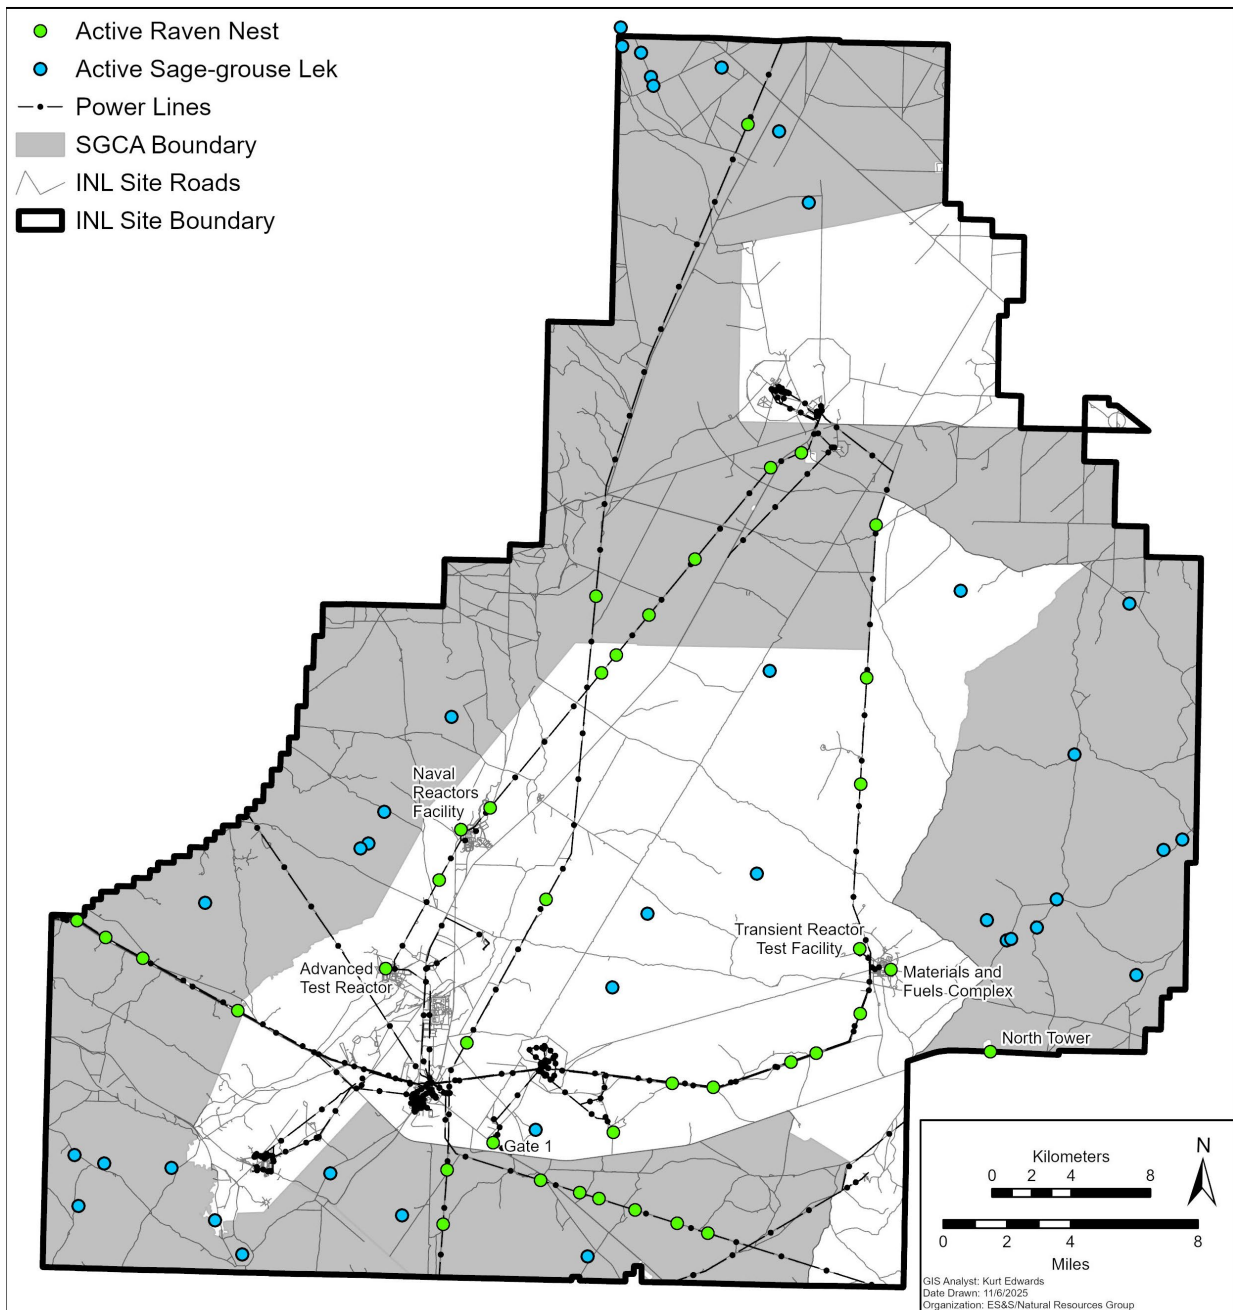 Active Raven Nest
Active Sage-grouse Lek
Power Lines
SGCA Boundary
INL Site Roads
INL Site Boundary
Naval
Reactors
Facility
Advanced
Test Reactor
Transient Reactor
Test Facility
Materials and
Fuels Complex
North Tower
Gate 1
N
Kilometers
0 2 4 8
0 2 4 8
Miles
GIS Analyst: Kurt Edwards
Date Drawn: 11/6/2025
Organization: ES&S/Natural Resources Group